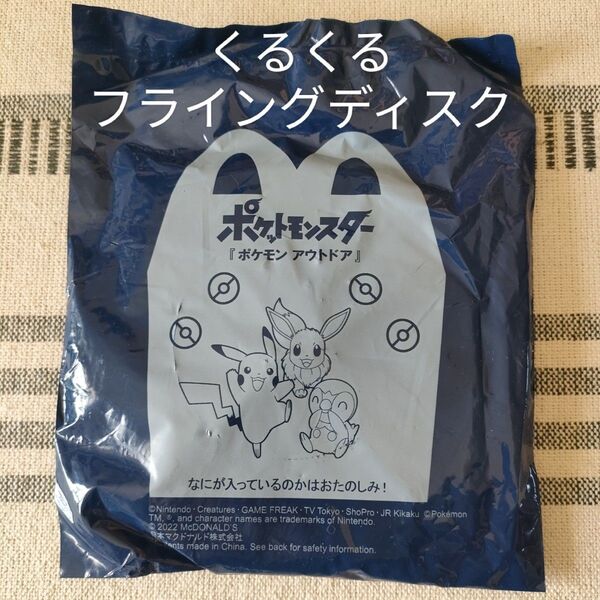 くるくる
フライングディスク
ポケットモンスター
『ポケモン アウトドア』
なにが入っているのかはおたのしみ!
©Nintendo・Creatures・GAME FREAK・TV Tokyo・ShoPro・JR Kikaku ©Pokémon
TM, ®, and character names are trademarks of Nintendo.
© 2022 McDONALD'S
日本マクドナルド株式会社
made in China. See back for safety information.